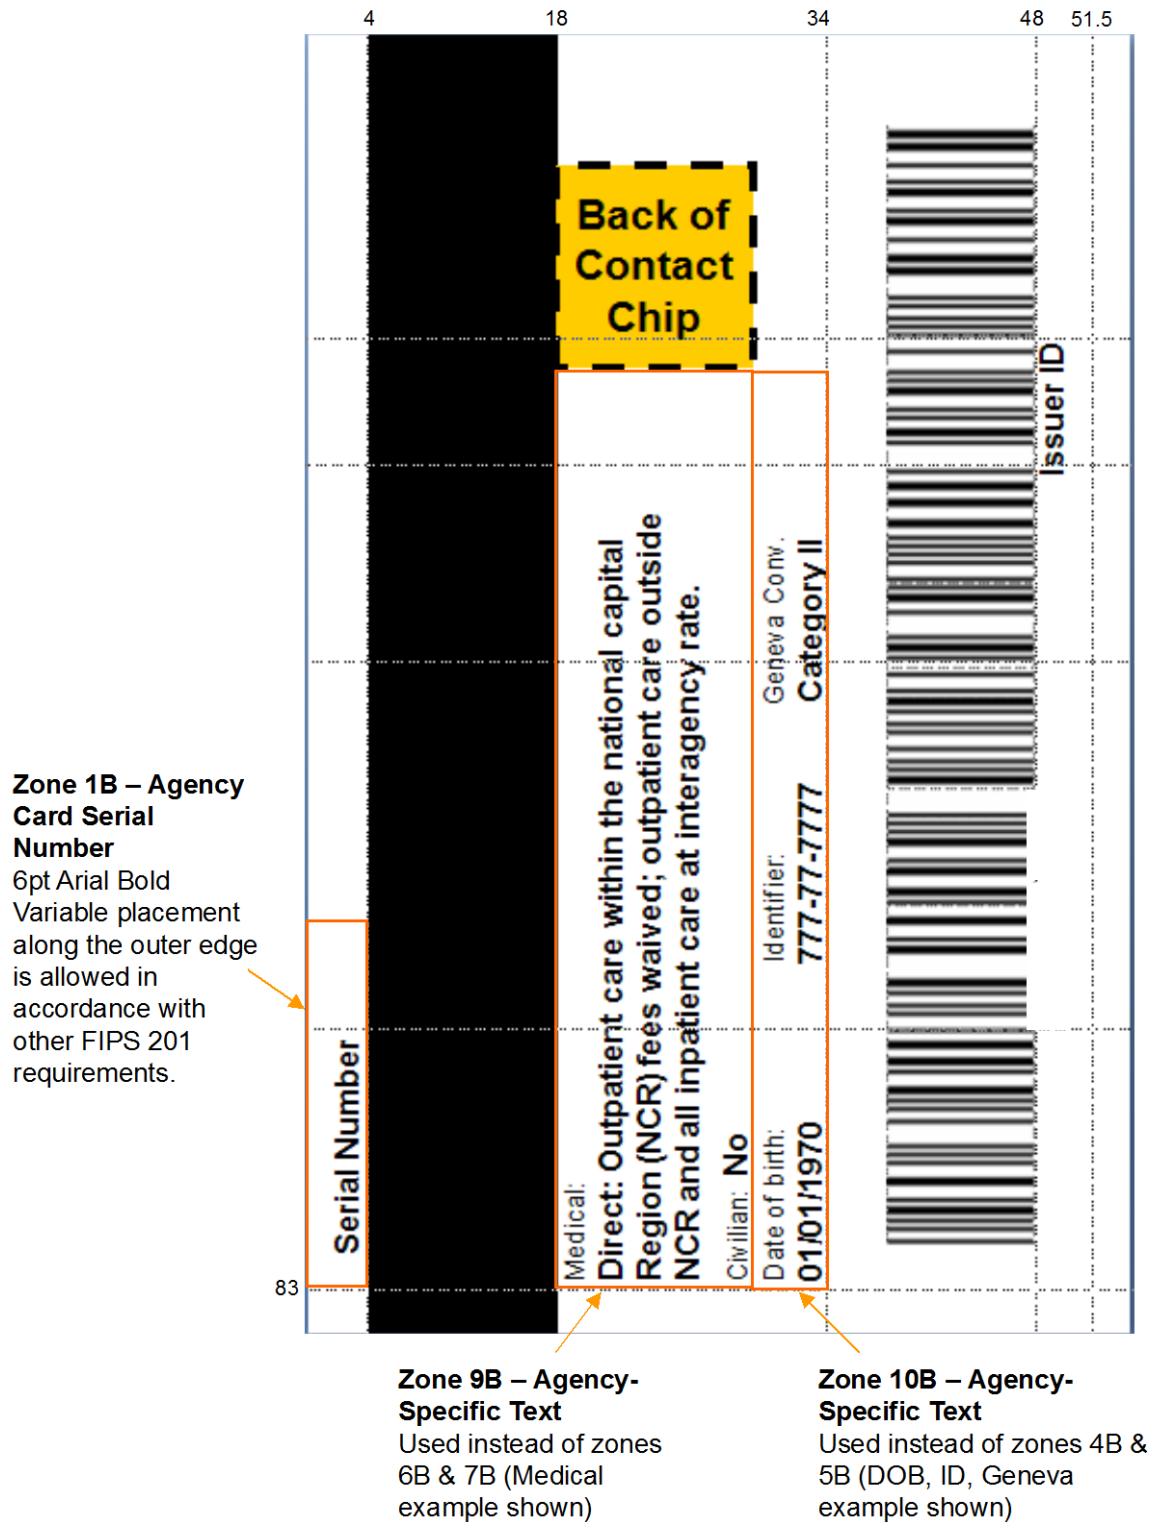 4 18 34 48 51.5
Back of
Contact
Chip
Issuer ID
Medical:
Direct: Outpatient care within the national capital
Region (NCR) fees waived; outpatient care outside
NCR and all inpatient care at interagency rate.
Civilian: No
Date of birth: Identifier: Geneva Conv.
01/01/1970 777-77-7777 Category II
Serial Number
83
Zone 1B – Agency
Card Serial
Number
6pt Arial Bold
Variable placement
along the outer edge
is allowed in
accordance with
other FIPS 201
requirements.
Zone 9B – Agency-
Specific Text
Used instead of zones
6B & 7B (Medical
example shown)
Zone 10B – Agency-
Specific Text
Used instead of zones 4B &
5B (DOB, ID, Geneva
example shown)